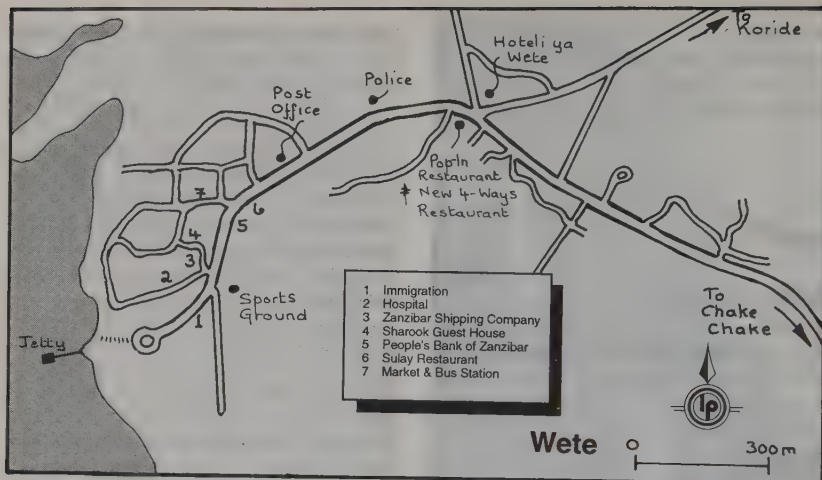 To
Koride
Hoteli ya
Wete
Police
Post
Office
Pop-In
Restaurant
New 4-Ways
Restaurant
7
6
5
4
3
2
1
Sports
Ground
Jetty
1 Immigration
2 Hospital
3 Zanzibar Shipping Company
4 Sharook Guest House
5 People's Bank of Zanzibar
6 Sulay Restaurant
7 Market & Bus Station
To
Chake
Chake
lp
Wete
0 300m